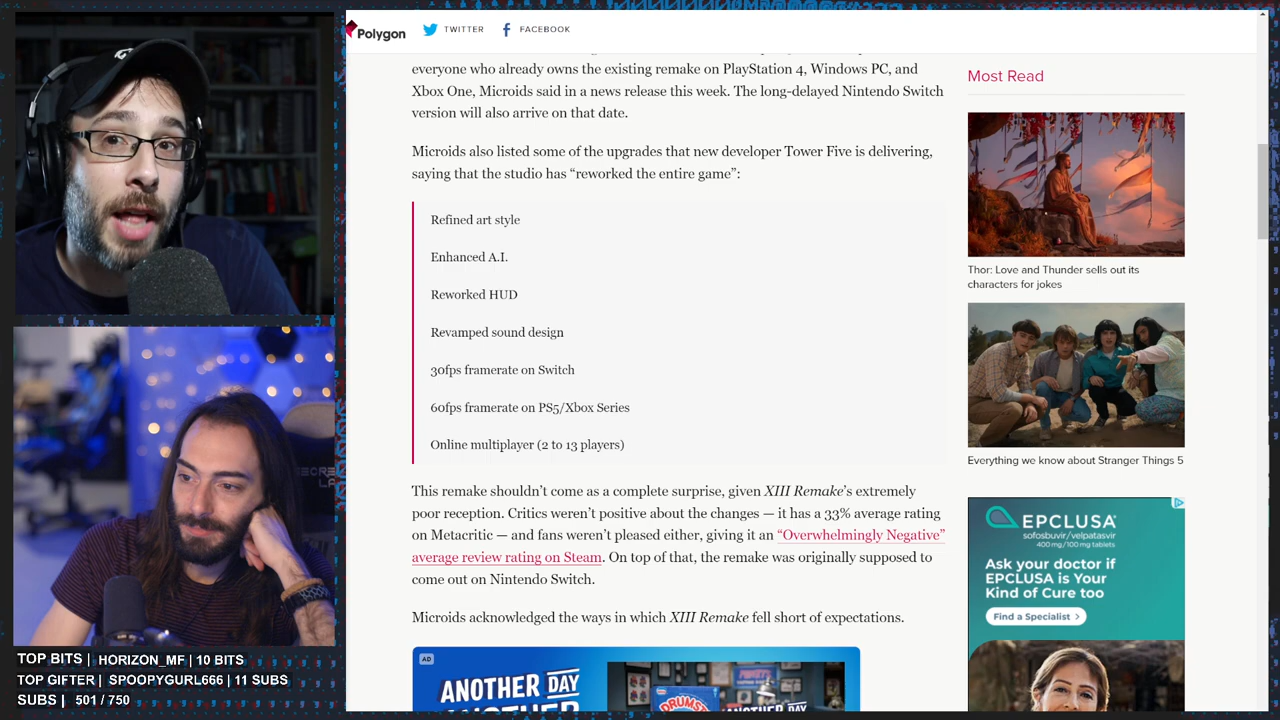 Polygon
TWITTER
FACEBOOK
everyone who already owns the existing remake on PlayStation 4, Windows PC, and
Xbox One, Microids said in a news release this week. The long-delayed Nintendo Switch
version will also arrive on that date.
Microids also listed some of the upgrades that new developer Tower Five is delivering,
saying that the studio has “reworked the entire game”:
Refined art style
Enhanced A.I.
Reworked HUD
Revamped sound design
30fps framerate on Switch
60fps framerate on PS5/Xbox Series
Online multiplayer (2 to 13 players)
This remake shouldn’t come as a complete surprise, given XIII Remake’s extremely
poor reception. Critics weren’t positive about the changes — it has a 33% average rating
on Metacritic — and fans weren’t pleased either, giving it an “Overwhelmingly Negative”
average review rating on Steam. On top of that, the remake was originally supposed to
come out on Nintendo Switch.
Microids acknowledged the ways in which XIII Remake fell short of expectations.
AD
ANOTHER DAY
ANOTHER
Most Read
Thor: Love and Thunder sells out its
characters for jokes
Everything we know about Stranger Things 5
EPCLUSA®
sofosbuvir/velpatasvir
400 mg/100 mg tablets
Ask your doctor if
EPCLUSA is Your
Kind of Cure too
Find a Specialist >
TOP BITS | HORIZON_MF | 10 BITS
TOP GIFTER | SPOOPYGURL666 | 11 SUBS
SUBS | 501 / 750